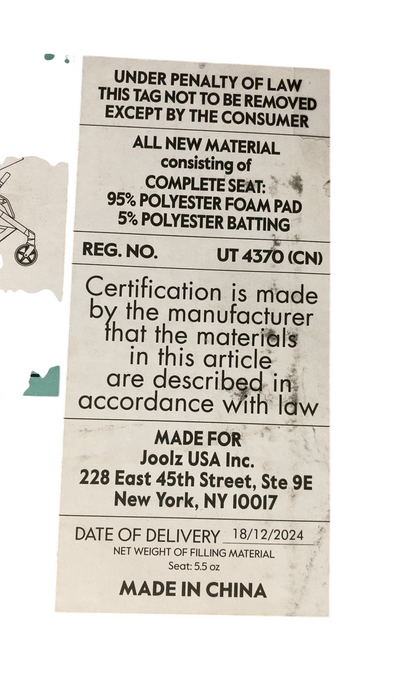 UNDER PENALTY OF LAW
THIS TAG NOT TO BE REMOVED
EXCEPT BY THE CONSUMER
ALL NEW MATERIAL
consisting of
COMPLETE SEAT:
95% POLYESTER FOAM PAD
5% POLYESTER BATTING
REG. NO. UT 4370 (CN)
Certification is made
by the manufacturer
that the materials
in this article
are described in
accordance with law
MADE FOR
Joolz USA Inc.
228 East 45th Street, Ste 9E
New York, NY 10017
DATE OF DELIVERY 18/12/2024
NET WEIGHT OF FILLING MATERIAL
Seat: 5.5 oz
MADE IN CHINA